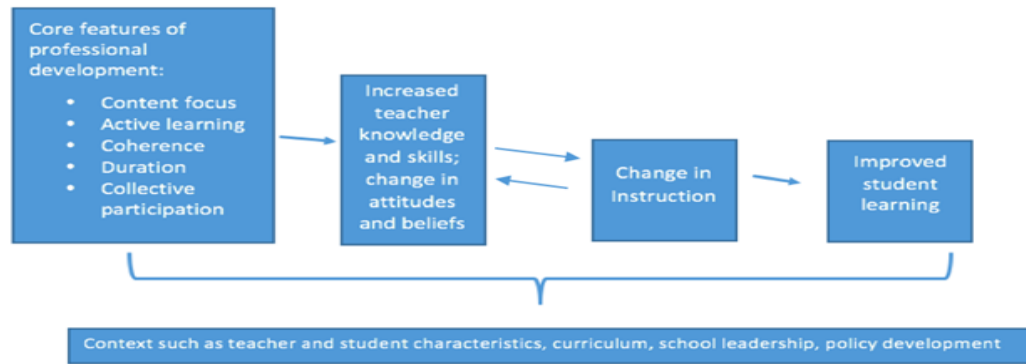 Core features of
professional
development:
• Content focus
• Active learning
• Coherence
• Duration
• Collective
participation
Increased
teacher
knowledge
and skills;
change in
attitudes
and beliefs
Change in
Instruction
Improved
student
learning
Context such as teacher and student characteristics, curriculum, school leadership, policy development